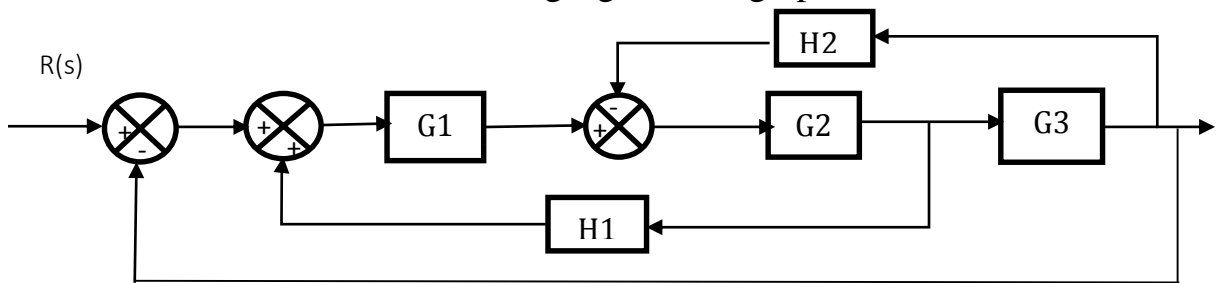 H2
R(s)
-
+ + G1 + G2 G3
- +
H1